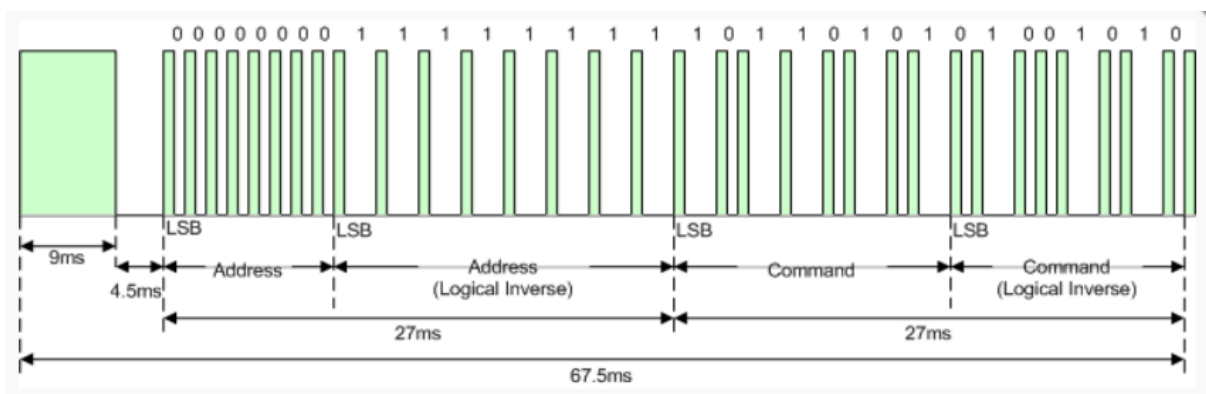 0 0 0 0 0 0 0 0 1 1 1 1 1 1 1 1 1 0 1 1 0 1 0 1 0 1 0 0 1 0 1 0
LSB LSB LSB LSB
9ms
4.5ms
Address
Address
(Logical Inverse)
Command
Command
(Logical Inverse)
27ms
27ms
67.5ms